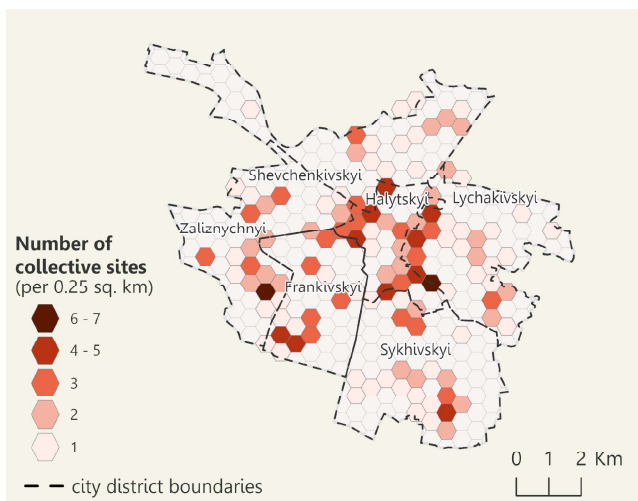 Shevchenkivskyi
Halytskyi
Lychakivskyi
Zaliznychnyi
Frankivskyi
Sykhivskyi
Number of
collective sites
(per 0.25 sq. km)
6 - 7
4 - 5
3
2
1
city district boundaries
0 1 2 Km